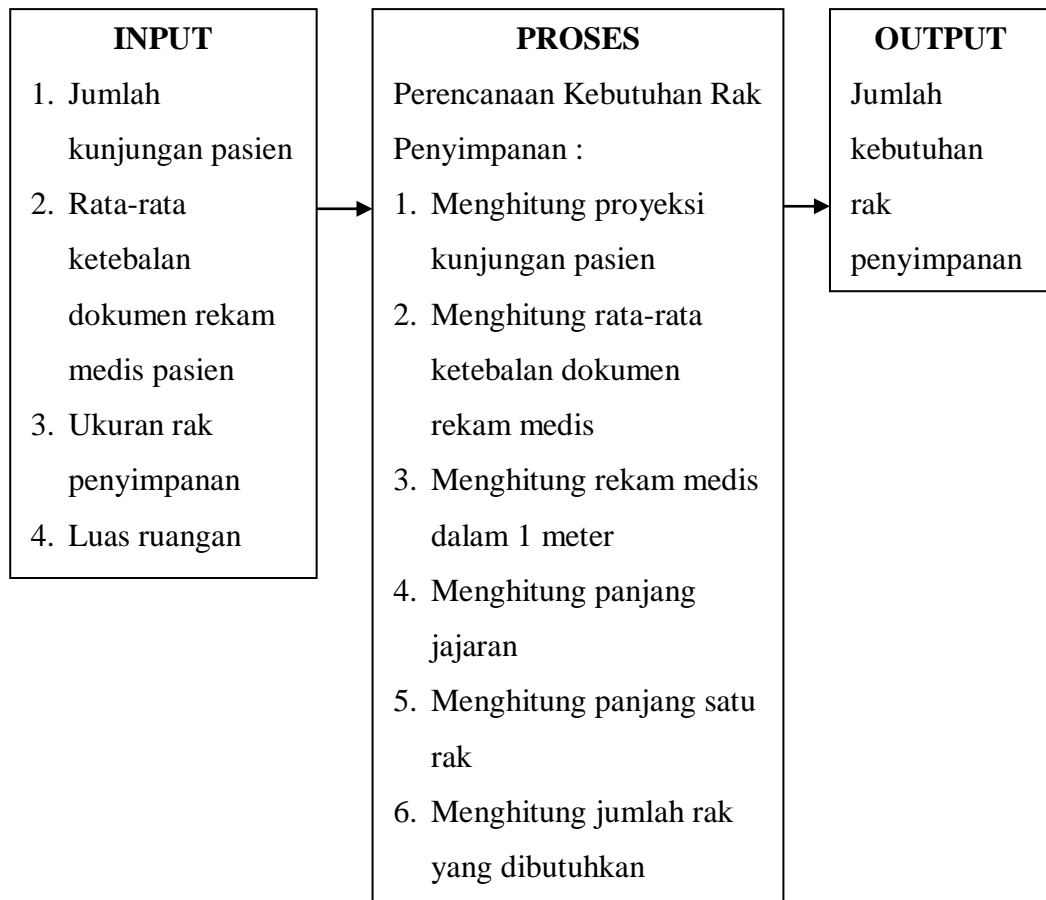 INPUT
1. Jumlah
kunjungan pasien
2. Rata-rata
ketebalan
dokumen rekam
medis pasien
3. Ukuran rak
penyimpanan
4. Luas ruangan
PROSES
Perencanaan Kebutuhan Rak
Penyimpanan :
1. Menghitung proyeksi
kunjungan pasien
2. Menghitung rata-rata
ketebalan dokumen
rekam medis
3. Menghitung rekam medis
dalam 1 meter
4. Menghitung panjang
jajaran
5. Menghitung panjang satu
rak
6. Menghitung jumlah rak
yang dibutuhkan
OUTPUT
Jumlah
kebutuhan
rak
penyimpanan